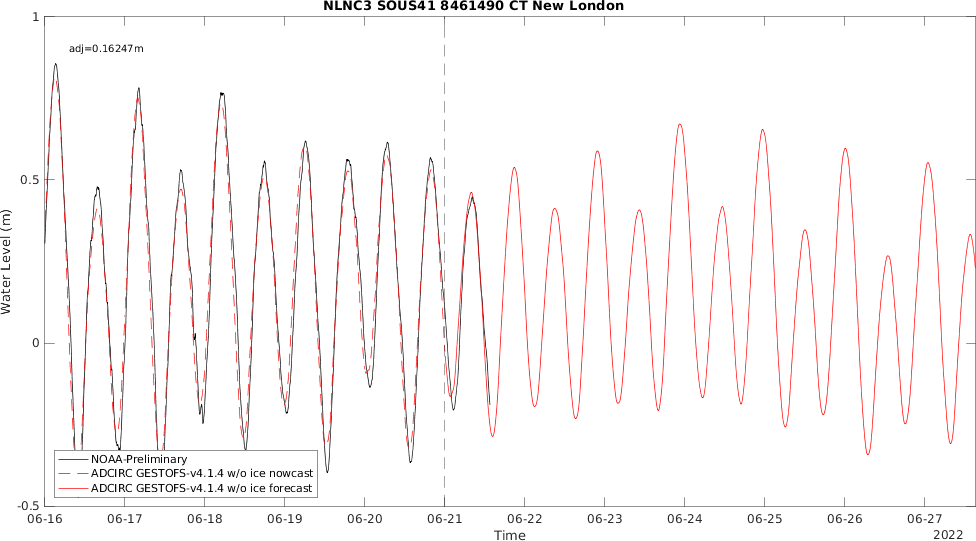 NLNC3 SOUS41 8461490 CT New London
1
adj=0.16247m
0.5
Water Level (m)
0
NOAA-Preliminary
ADCIRC GESTOFS-v4.1.4 w/o ice nowcast
ADCIRC GESTOFS-v4.1.4 w/o ice forecast
-0.5
06-16 06-17 06-18 06-19 06-20 06-21 06-22 06-23 06-24 06-25 06-26 06-27
Time
2022